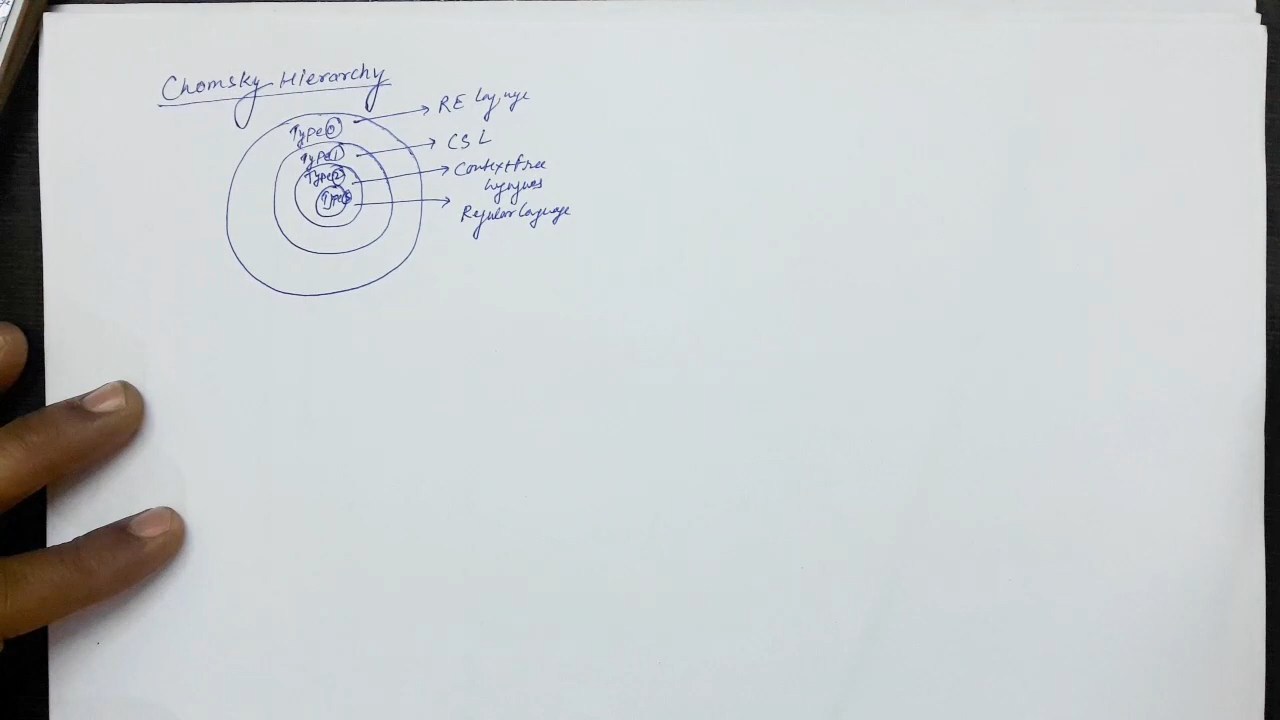 Chomsky Hierarchy
Type 0
RE Language
Type 1
CSL
Type 2
Context free
languages
Type 3
Regular Language